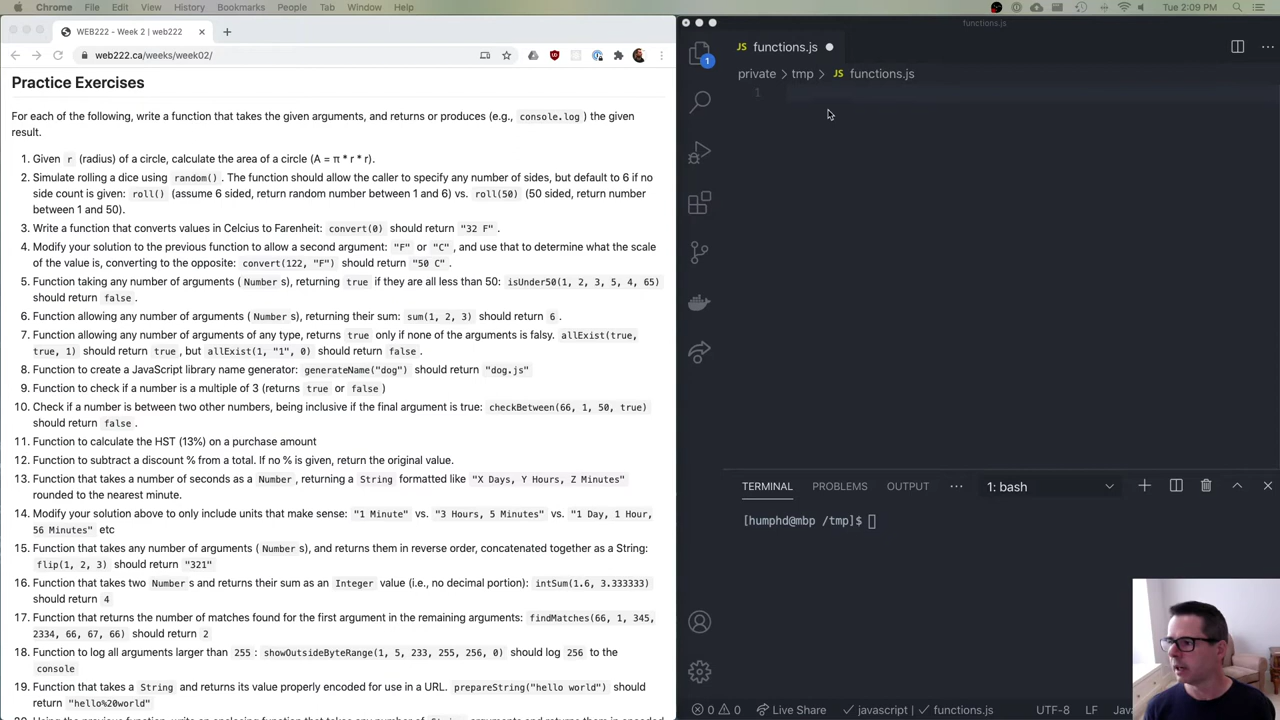 Practice File Edit View History Bookmarks People Tab Window Help
Tue 2:09 PM
WEB222 - Week 2 | web222
web222.ca/weeks/week02/
Practice Exercises
For each of the following, write a function that takes the given arguments, and returns or produces (e.g., console.log) the given
result.
1. Given r (radius) of a circle, calculate the area of a circle (A = π * r * r).
2. Simulate rolling a dice using random(). The function should allow the caller to specify any number of sides, but default to 6 if no
side count is given: roll() (assume 6 sided, return random number between 1 and 6) vs. roll(50) (50 sided, return number
between 1 and 50).
3. Write a function that converts values in Celcius to Farenheit: convert(0) should return "32 F".
4. Modify your solution to the previous function to allow a second argument: "F" or "C", and use that to determine what the scale
of the value is, converting to the opposite: convert(122, "F") should return "50 C".
5. Function taking any number of arguments (Numbers), returning true if they are all less than 50: isUnder50(1, 2, 3, 5, 4, 65)
should return false.
6. Function allowing any number of arguments (Numbers), returning their sum: sum(1, 2, 3) should return 6.
7. Function allowing any number of arguments of any type, returns true only if none of the arguments is falsy. allExist(true,
true, 1) should return true, but allExist(1, "1", 0) should return false.
8. Function to create a JavaScript library name generator: generateName("dog") should return "dog.js"
9. Function to check if a number is a multiple of 3 (returns true or false)
10. Check if a number is between two other numbers, being inclusive if the final argument is true: checkBetween(66, 1, 50, true)
should return false.
11. Function to calculate the HST (13%) on a purchase amount
12. Function to subtract a discount % from a total. If no % is given, return the original value.
13. Function that takes a number of seconds as a Number, returning a String formatted like "X Days, Y Hours, Z Minutes"
rounded to the nearest minute.
14. Modify your solution above to only include units that make sense: "1 Minute" vs. "3 Hours, 5 Minutes" vs. "1 Day, 1 Hour,
56 Minutes" etc
15. Function that takes any number of arguments (Numbers), and returns them in reverse order, concatenated together as a String:
flip(1, 2, 3) should return "321"
16. Function that takes two Numbers and returns their sum as an Integer value (i.e., no decimal portion): intSum(1.6, 3.333333)
should return 4
17. Function that returns the number of matches found for the first argument in the remaining arguments: findMatches(66, 1, 345,
2334, 66, 67, 66) should return 2
18. Function to log all arguments larger than 255: showOutsideByteRange(1, 5, 233, 255, 256, 0) should log 256 to the
console
19. Function that takes a String and returns its value properly encoded for use in a URL. prepareString("hello world") should
return "hello%20world"
functions.js
JS functions.js
private > tmp > JS functions.js
1
1
TERMINAL PROBLEMS OUTPUT ... 1: bash
[humphd@mbp /tmp]$
0 0 Live Share javascript | functions.js UTF-8 LF